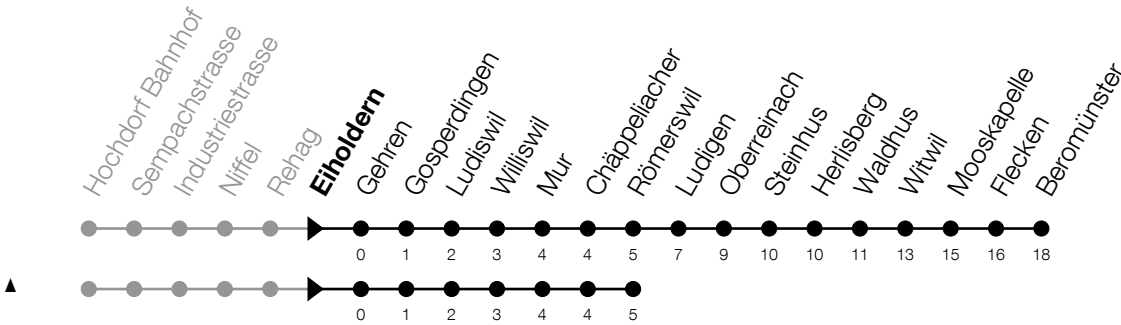 Hochdorf Bahnhof
Sempachstrasse
Industriestrasse
Niffel
Rehag
Eiholdern
Gehren
Gosperdingen
Ludiswil
Williswil
Mur
Chäppeliacher
Römerswil
Ludigen
Oberreinach
Steinhus
Herlisberg
Waldhus
Witwil
Mooskapelle
Flecken
Beromünster
0 1 2 3 4 4 5 7 9 10 10 11 13 15 16 18
0 1 2 3 4 4 5